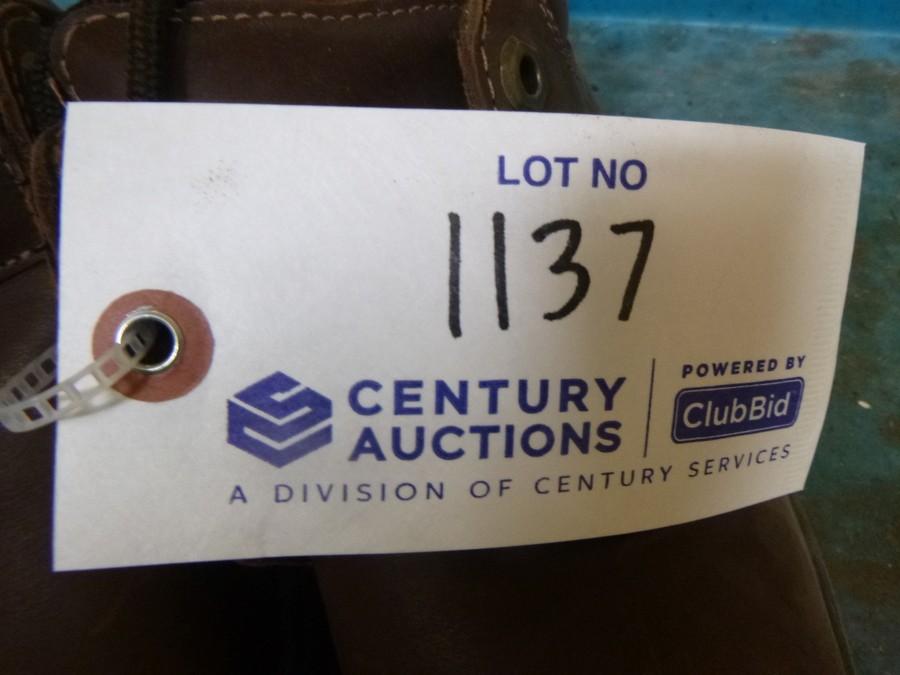 LOT NO
1137
CENTURY
AUCTIONS
POWERED BY
ClubBid
A DIVISION OF CENTURY SERVICES